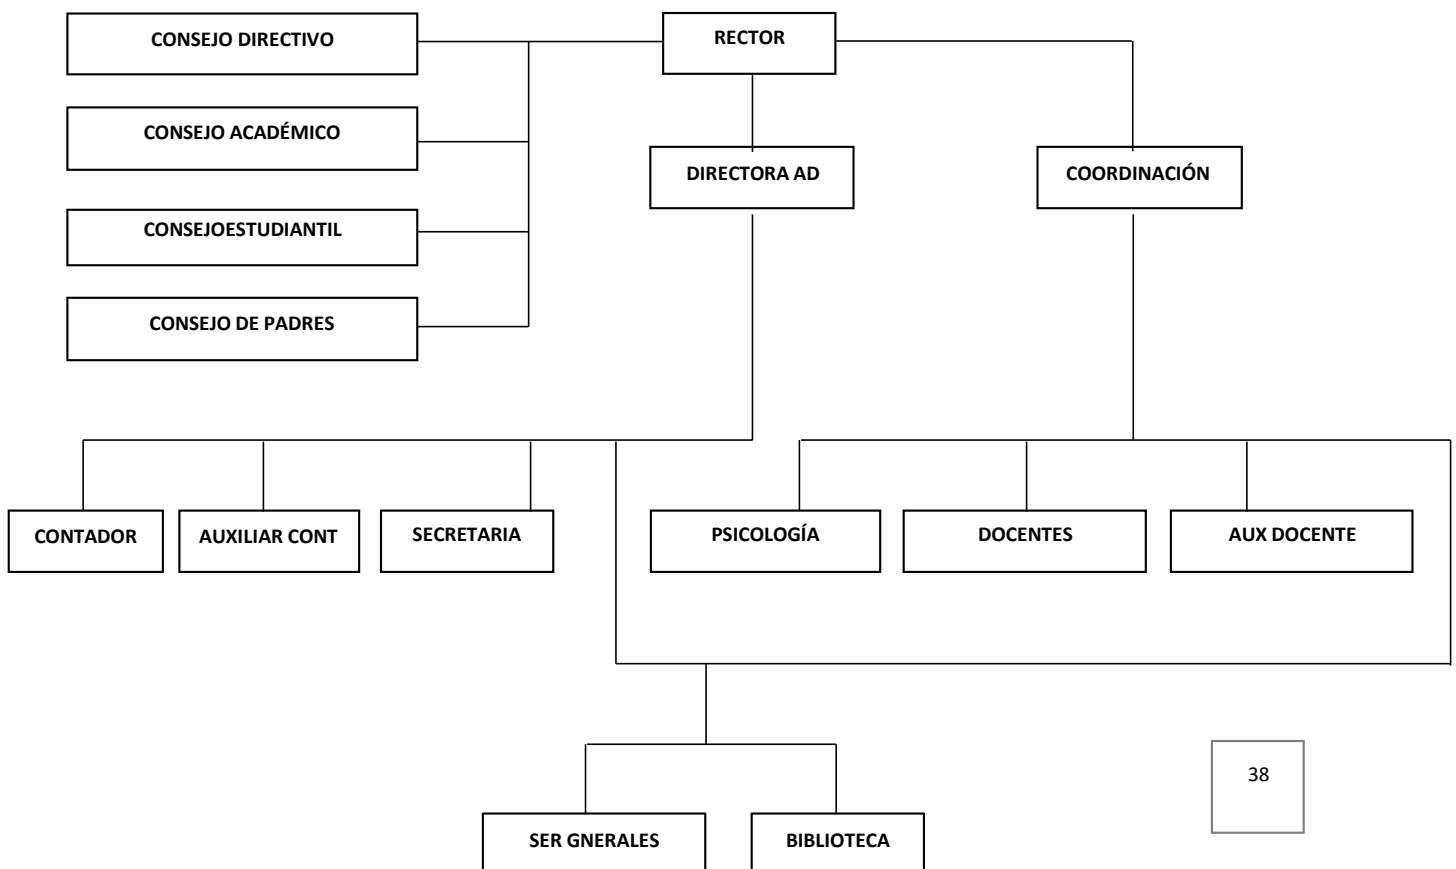 CONSEJO DIRECTIVO
RECTOR
CONSEJO ACADÉMICO
DIRECTORA AD
COORDINACIÓN
CONSEJOESTUDIANTIL
CONSEJO DE PADRES
CONTADOR
AUXILIAR CONT
SECRETARIA
PSICOLOGÍA
DOCENTES
AUX DOCENTE
38
SER GNERALES
BIBLIOTECA